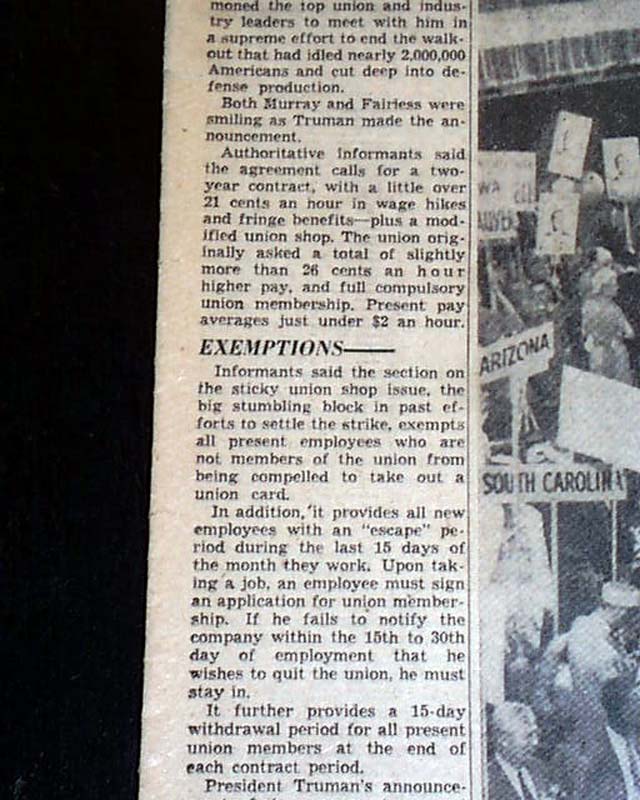 moned the top union and indus-
try leaders to meet with him in
a supreme effort to end the walk-
out that had idled nearly 2,000,000
Americans and cut deep into de-
fense production.
Both Murray and Fairless were
smiling as Truman made the an-
nouncement.
Authoritative informants said
the agreement calls for a two-
year contract, with a little over
21 cents an hour in wage hikes
and fringe benefits—plus a mod-
ified union shop. The union orig-
inally asked a total of slightly
more than 26 cents an hour
higher pay, and full compulsory
union membership. Present pay
averages just under $2 an hour.
EXEMPTIONS—
Informants said the section on
the sticky union shop issue, the
big stumbling block in past ef-
forts to settle the strike, exempts
all present employees who are
not members of the union from
being compelled to take out a
union card.
In addition, it provides all new
employees with an "escape" pe-
riod during the last 15 days of
the month they work. Upon tak-
ing a job, an employee must sign
an application for union member-
ship. If he fails to notify the
company within the 15th to 30th
day of employment that he
wishes to quit the union, he must
stay in.
It further provides a 15-day
withdrawal period for all present
union members at the end of
each contract period.
President Truman's announce-
WA
ARIZONA
SOUTH CAROLINA